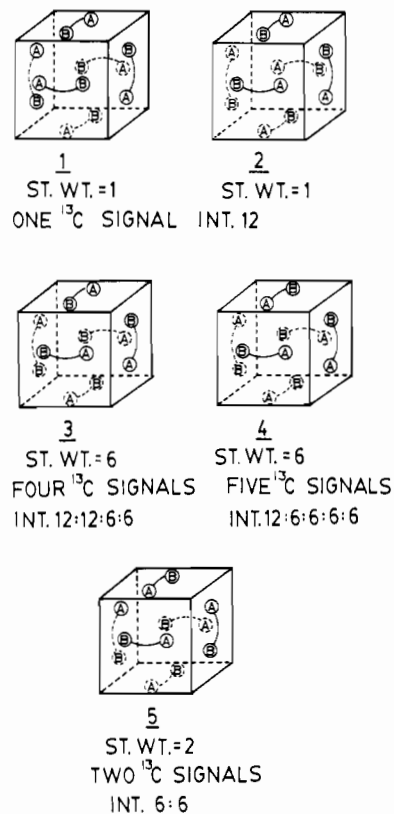 B A
A B
B A
B A
A B
A B
1
ST. WT. = 1
B A
A B
A B
B A
B A
A B
2
ST. WT. = 1
ONE ¹³C SIGNAL INT. 12
B A
A B
B A
B A
B A
A B
3
ST. WT. = 6
FOUR ¹³C SIGNALS
INT. 12:12:6:6
A B
A B
B A
B A
B A
A B
4
ST. WT. = 6
FIVE ¹³C SIGNALS
INT. 12:6:6:6:6
A B
A B
B A
A B
B A
A B
5
ST. WT. = 2
TWO ¹³C SIGNALS
INT. 6:6